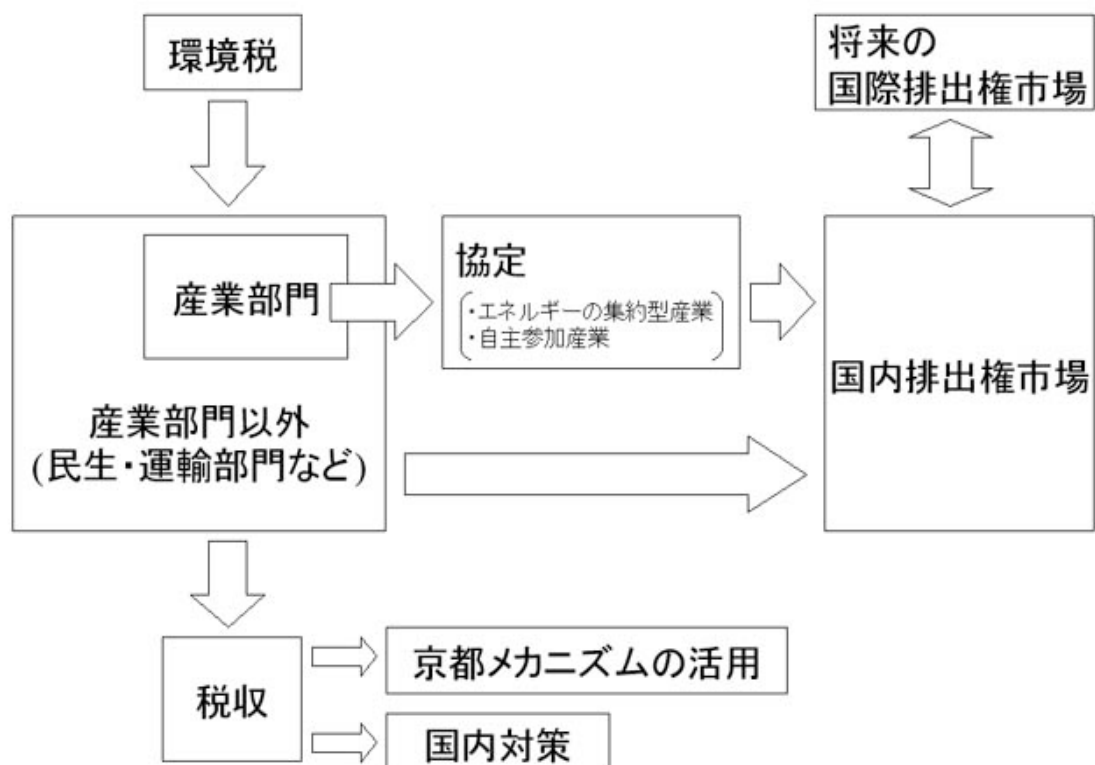 環境税
将来の
国際排出権市場
産業部門
協定
・エネルギーの集約型産業
・自主参加産業
国内排出権市場
産業部門以外
(民生・運輸部門など)
税収
京都メカニズムの活用
国内対策